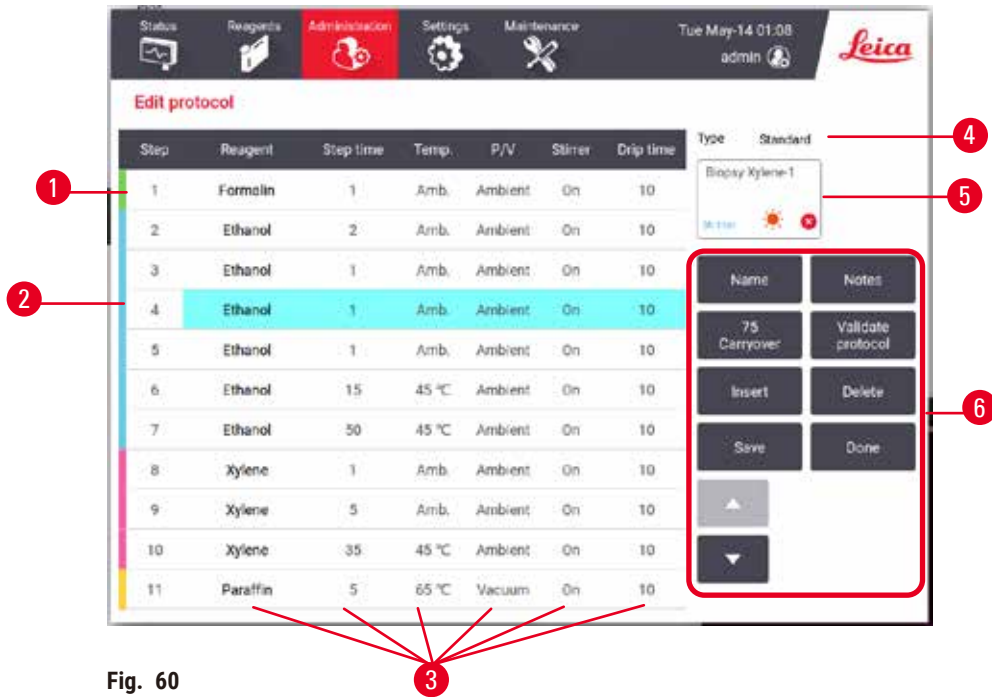 Status Reagents Administration Settings Maintenance Tue May-14 01:08
admin
Leica
Edit protocol
Step Reagent Step time Temp. P/V Stirrer Drip time
1 Formalin 1 Amb. Ambient On 10
2 Ethanol 2 Amb. Ambient On 10
3 Ethanol 1 Amb. Ambient On 10
4 Ethanol 1 Amb. Ambient On 10
5 Ethanol 1 Amb. Ambient On 10
6 Ethanol 15 45 °C Ambient On 10
7 Ethanol 50 45 °C Ambient On 10
8 Xylene 1 Amb. Ambient On 10
9 Xylene 5 Amb. Ambient On 10
10 Xylene 35 45 °C Ambient On 10
11 Paraffin 5 65 °C Vacuum On 10
Type Standard
Biopsy Xylene-1
Name Notes
75
Carryover
Validate
protocol
Insert Delete
Save Done
1
2
3
4
5
6
Fig. 60